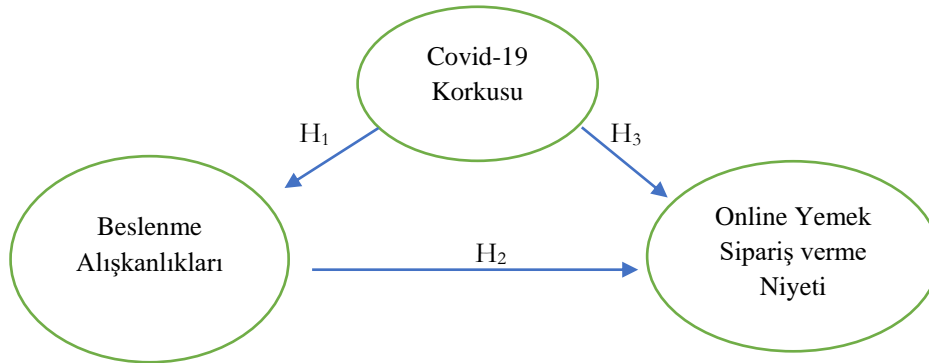 Covid-19
Korkusu
H₁
H₃
Beslenme
Alışkanlıkları
H₂
Online Yemek
Sipariş verme
Niyeti